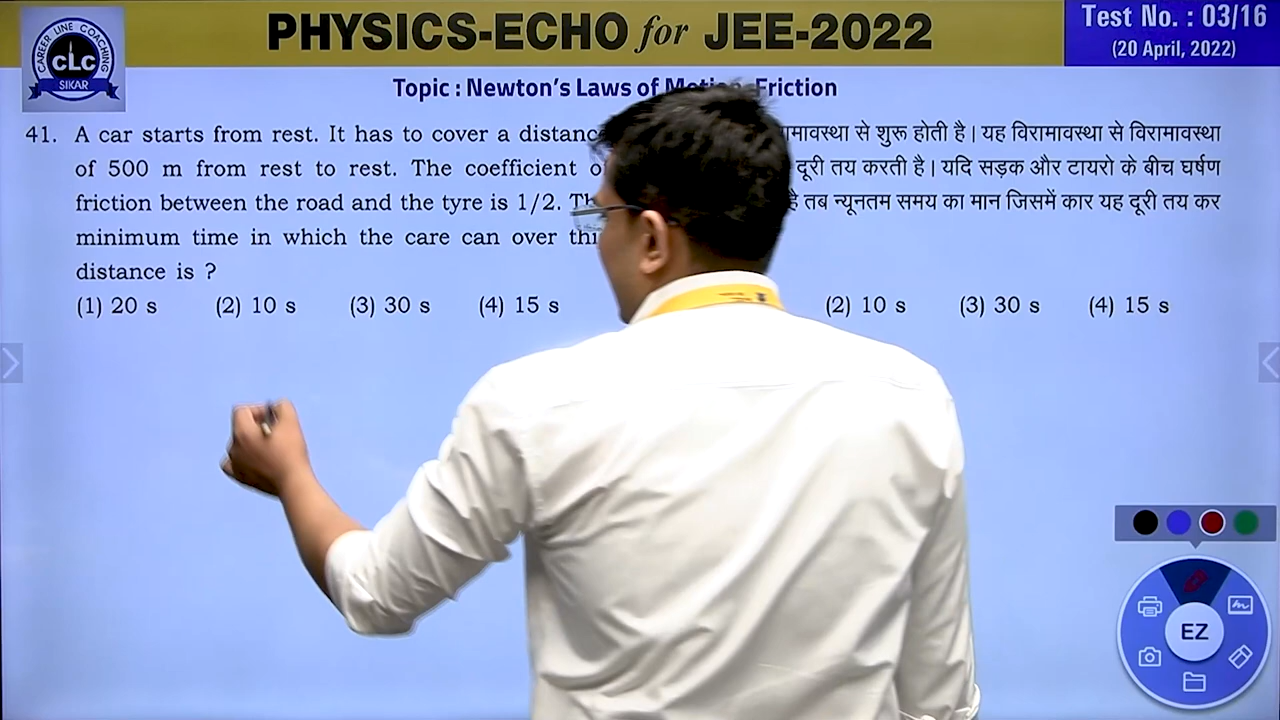 PHYSICS-ECHO for JEE-2022
Test No. : 03/16
(20 April, 2022)
CAREER LINE COACHING
CLC
SIKAR
Topic : Newton's Laws of Friction
41. A car starts from rest. It has to cover a
of 500 m from rest to rest. The coefficient
friction between the road and the tyre is 1/2.
minimum time in which the care can over
distance is ?
(1) 20 s (2) 10 s (3) 30 s (4) 15 s
से शुरू होती है। यह विरामावस्था से विरामावस्था
दूरी तय करती है। यदि सड़क और टायरो के बीच घर्षण
है तब न्यूनतम समय का मान जिसमें कार यह दूरी तय कर
(2) 10 s (3) 30 s (4) 15 s
EZ